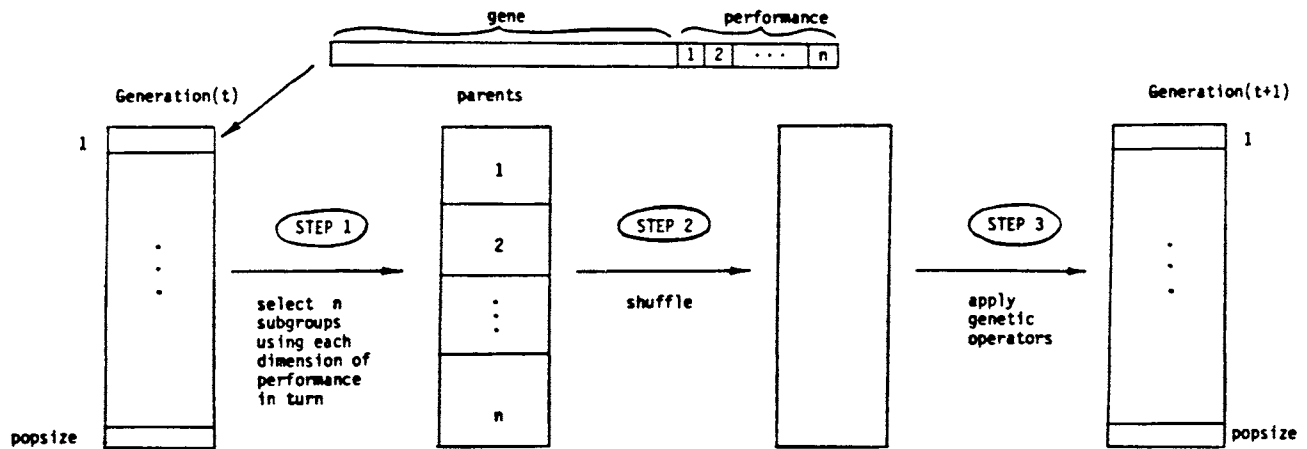 gene performance
1 2 ... n
Generation(t) parents Generation(t+1)
1 1
1
STEP 1 STEP 2 STEP 3
2
select n
subgroups
using each
dimension of
performance
in turn
shuffle
apply
genetic
operators
n
popsize popsize